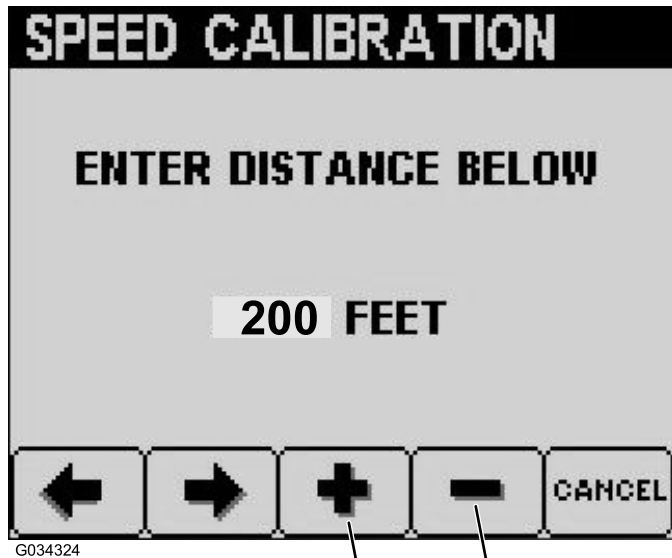 SPEED CALIBRATION
ENTER DISTANCE BELOW
200 FEET
CANCEL
G034324